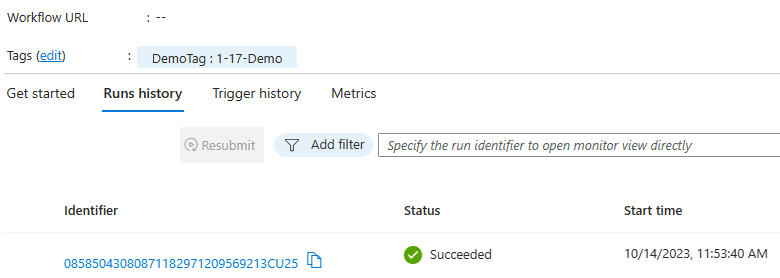 Workflow URL : --
Tags (edit) : DemoTag : 1-17-Demo
Get started Runs history Trigger history Metrics
Resubmit Add filter Specify the run identifier to open monitor view directly
Identifier Status Start time
08585043080871182971209569213CU25 Succeeded 10/14/2023, 11:53:40 AM